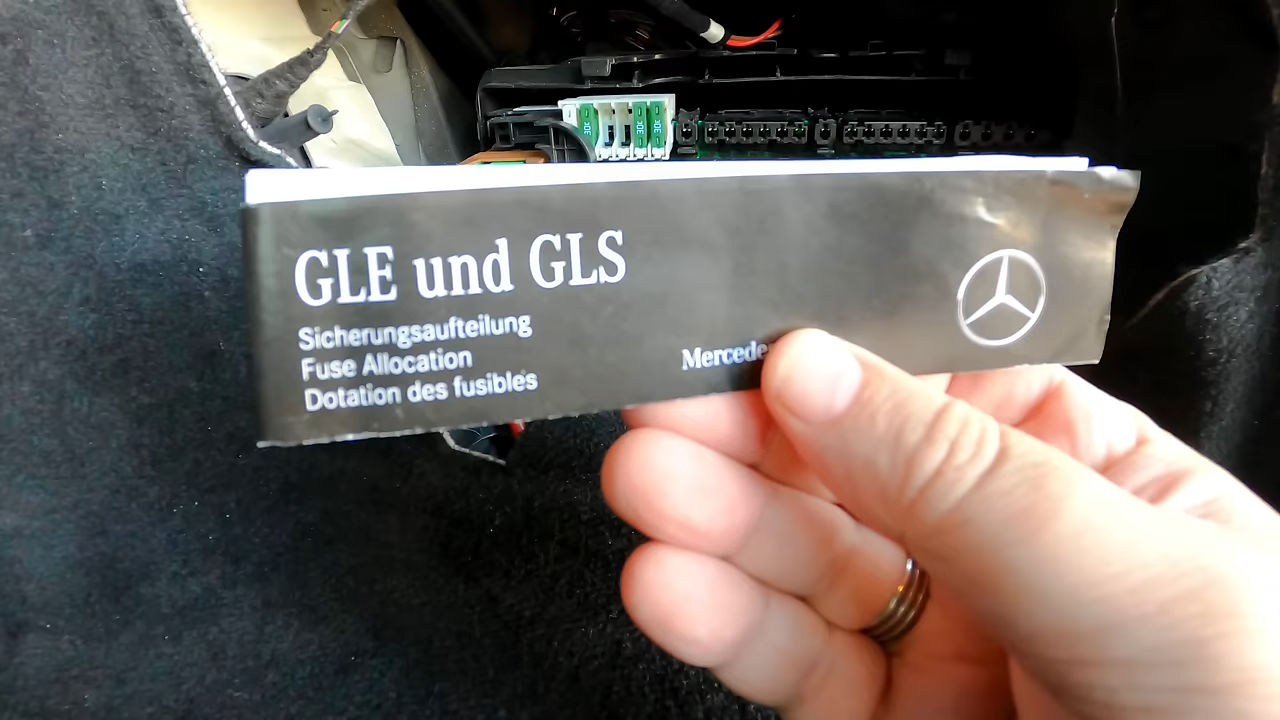 GLE und GLS
Sicherungsaufteilung
Fuse Allocation
Dotation des fusibles